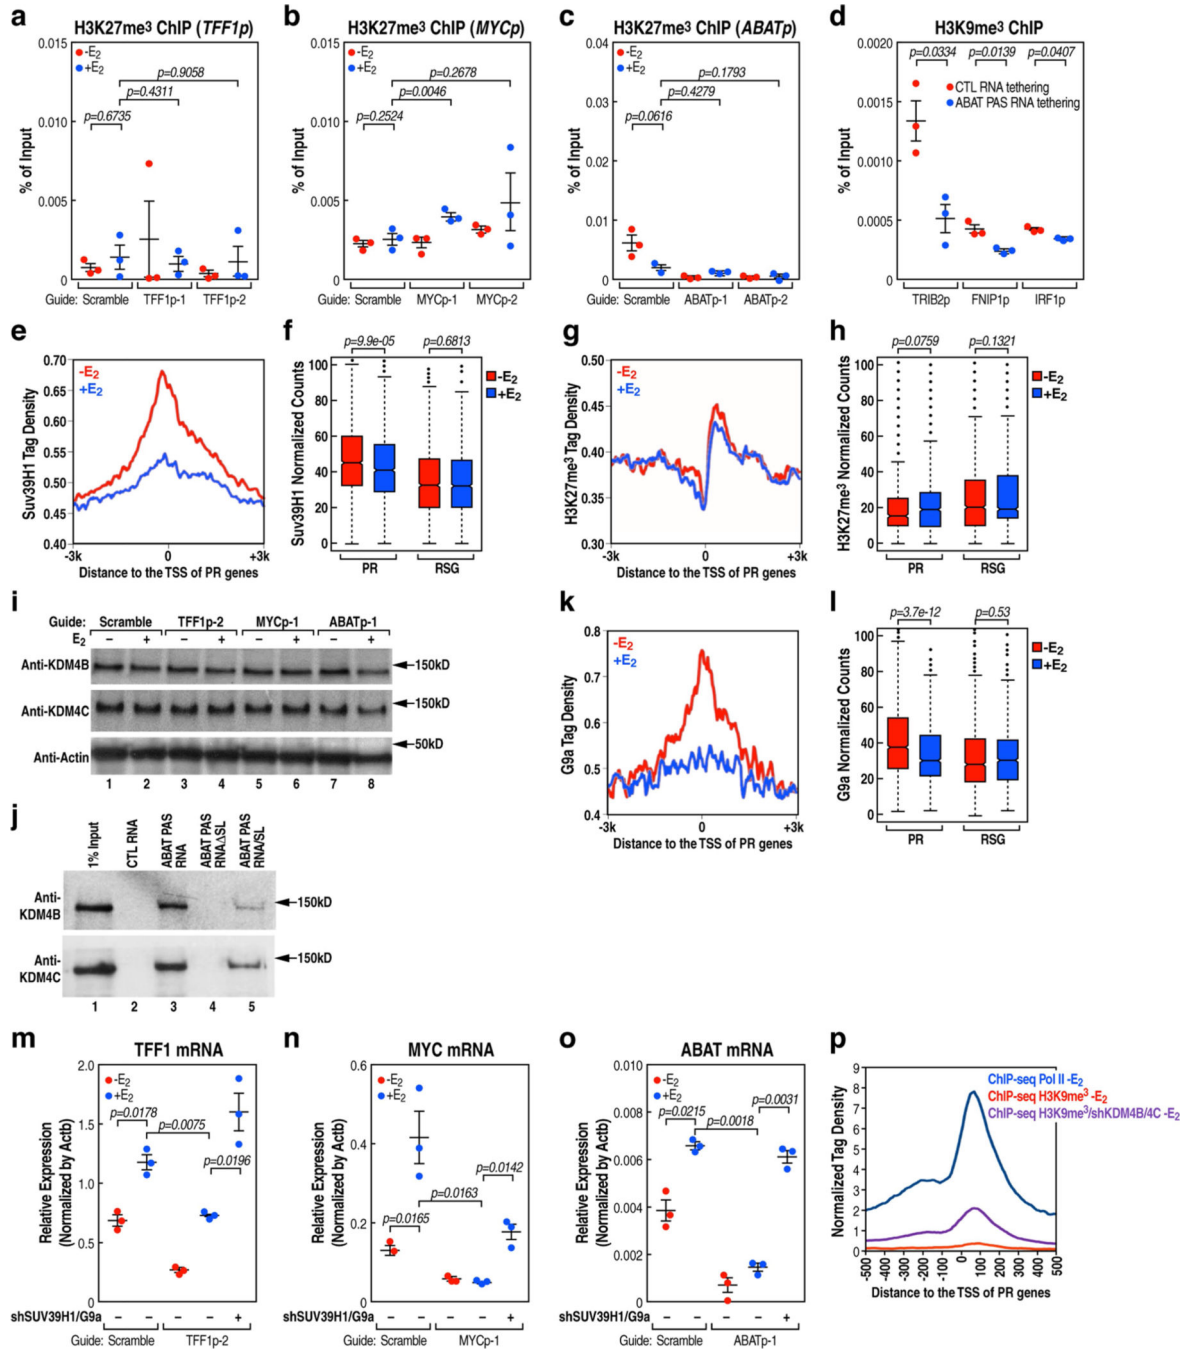 a
H3K27me3 ChIP (TFF1p)
% of Input
0.015
0.010
0.005
0
-E2
+E2
p=0.9058
p=0.4311
p=0.6735
Guide: Scramble TFF1p-1 TFF1p-2
b
H3K27me3 ChIP (MYCp)
% of Input
0.015
0.010
0.005
0
-E2
+E2
p=0.2678
p=0.0046
p=0.2524
Guide: Scramble MYCp-1 MYCp-2
c
H3K27me3 ChIP (ABATp)
% of Input
0.04
0.03
0.02
0.01
0
-E2
+E2
p=0.1793
p=0.4279
p=0.0616
Guide: Scramble ABATp-1 ABATp-2
d
H3K9me3 ChIP
% of Input
0.0020
0.0015
0.0010
0.0005
0
p=0.0334 p=0.0139 p=0.0407
CTL RNA tethering
ABAT PAS RNA tethering
TRIB2p FNIP1p IRF1p
e
Suv39H1 Tag Density
0.70
0.65
0.60
0.55
0.50
0.45
0.40
-E2
+E2
-3k 0 +3k
Distance to the TSS of PR genes
f
Suv39H1 Normalized Counts
100
80
60
40
20
0
p=9.9e-05 p=0.6813
-E2
+E2
PR RSG
g
H3K27me3 Tag Density
0.50
0.45
0.40
0.35
0.30
-E2
+E2
-3k 0 +3k
Distance to the TSS of PR genes
h
H3K27me3 Normalized Counts
100
80
60
40
20
0
p=0.0759 p=0.1321
-E2
+E2
PR RSG
i
Guide: Scramble TFF1p-2 MYCp-1 ABATp-1
E2 − + − + − + − +
Anti-KDM4B 150kD
Anti-KDM4C 150kD
Anti-Actin 50kD
1 2 3 4 5 6 7 8
j
1% Input
CTL RNA
ABAT PAS RNA
ABAT PAS RNAΔSL
ABAT PAS RNA/SL
Anti-KDM4B 150kD
Anti-KDM4C 150kD
1 2 3 4 5
k
G9a Tag Density
0.8
0.7
0.6
0.5
0.4
-E2
+E2
-3k 0 +3k
Distance to the TSS of PR genes
l
G9a Normalized Counts
100
80
60
40
20
0
p=3.7e-12 p=0.53
-E2
+E2
PR RSG
m
TFF1 mRNA
Relative Expression
(Normalized by Actb)
2.0
1.5
1.0
0.5
0
-E2
+E2
p=0.0178
p=0.0075
p=0.0196
shSUV39H1/G9a − − − − +
Guide: Scramble TFF1p-2
n
MYC mRNA
Relative Expression
(Normalized by Actb)
0.6
0.4
0.2
0
-E2
+E2
p=0.0142
p=0.0163
p=0.0165
shSUV39H1/G9a − − − − +
Guide: Scramble MYCp-1
o
ABAT mRNA
Relative Expression
(Normalized by Actb)
0.010
0.008
0.006
0.004
0.002
0
-E2
+E2
p=0.0031
p=0.0215
p=0.0018
shSUV39H1/G9a − − − − +
Guide: Scramble ABATp-1
p
Normalized Tag Density
9
8
7
6
5
4
3
2
1
0
ChIP-seq Pol II -E2
ChIP-seq H3K9me3 -E2
ChIP-seq H3K9me3/shKDM4B/4C -E2
-500 -400 -300 -200 -100 0 100 200 300 400 500
Distance to the TSS of PR genes